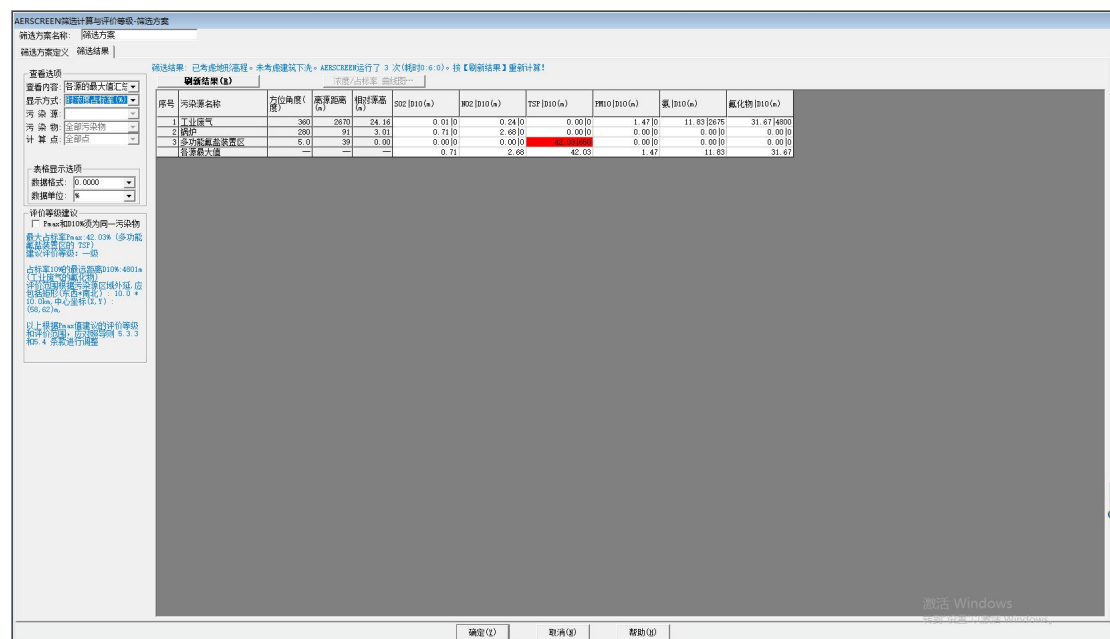 AERSCREEN筛选计算与评价等级-筛选方案
筛选方案名称: 筛选方案
筛选方案定义 筛选结果
筛选结果: 已考虑地形高程。未考虑建筑下洗。AERSCREEN运行了 3 次(耗时0:6:0)。按【刷新结果】重新计算!
查看选项
查看内容: 各源的最大值汇总
显示方式: 占标率(%)
污 染 源:
污 染 物: 全部污染物
计 算 点: 全部点
表格显示选项
数据格式: 0.0000
数据单位: %
评价等级建议
Pmax和D10%须为同一污染物
最大占标率Pmax:42.03% (多功能
氟盐装置区的 TSP)
建议评价等级: 一级
占标率10%的最远距离D10%:4801m
(工业废气的氟化物)
评价范围根据污染源区域外延,应
包括矩形(东西*南北): 10.0 *
10.0km,中心坐标(X,Y):
(58,62)m。
以上根据Pmax值建议的评价等级
和评价范围,应对照导则 5.3.3
和5.4 条款进行调整
刷新结果(R) 浓度/占标率 曲线图…
序号 污染源名称 方位角度(度) 离源距离(m) 相对源高(m) SO2|D10(m) NO2|D10(m) TSP|D10(m) PM10|D10(m) 氨|D10(m) 氟化物|D10(m)
1 工业废气 360 2670 24.16 0.01|0 0.24|0 0.00|0 1.47|0 11.83|2675 31.67|4800
2 锅炉 280 91 3.01 0.71|0 2.68|0 0.00|0 0.00|0 0.00|0 0.00|0
3 多功能氟盐装置区 5.0 39 0.00 0.00|0 0.00|0 0.00|0 0.00|0 0.00|0
各源最大值 — — — 0.71 2.68 42.03 1.47 11.83 31.67
激活 Windows
确定(Y) 取消(N) 帮助(H)